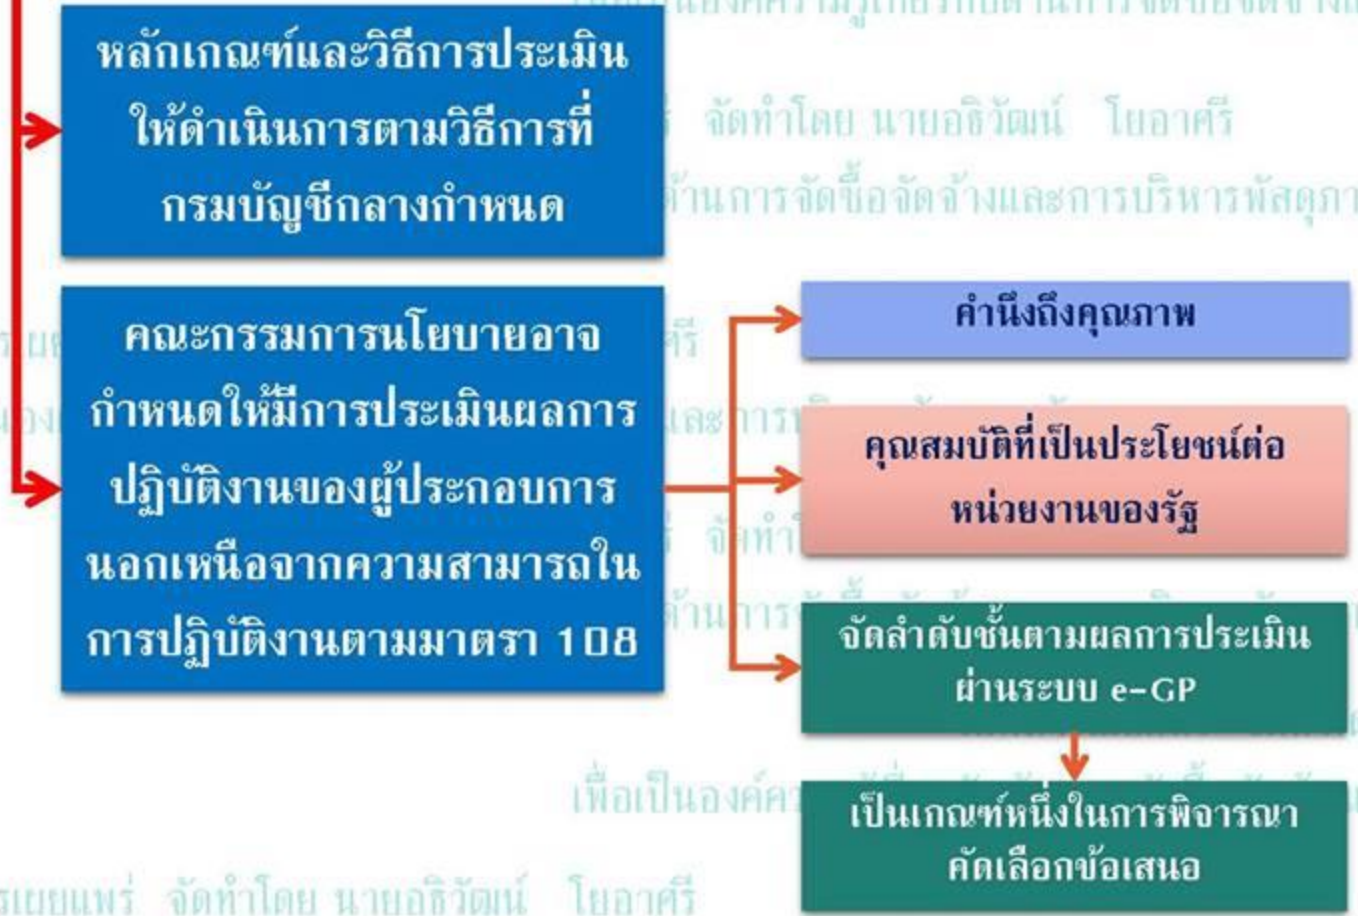 หลักเกณฑ์และวิธีการประเมิน
ให้ดำเนินการตามวิธีการที่
กรมบัญชีกลางกำหนด
จัดทำโดย นายอธิวัฒน์ โยอาศรี
ด้านการจัดซื้อจัดจ้างและการบริหารพัสดุภา
คณะกรรมการนโยบายอาจ
กำหนดให้มีการประเมินผลการ
ปฏิบัติงานของผู้ประกอบการ
นอกเหนือจากความสามารถใน
การปฏิบัติงานตามมาตรา 108
คำนึงถึงคุณภาพ
คุณสมบัติที่เป็นประโยชน์ต่อ
หน่วยงานของรัฐ
จัดลำดับชั้นตามผลการประเมิน
ผ่านระบบ e-GP
เป็นเกณฑ์หนึ่งในการพิจารณา
คัดเลือกข้อเสนอ
เพื่อเป็นองค์คว
รเผยแพร่ จัดทำโดย นายอธิวัฒน์ โยอาศรี